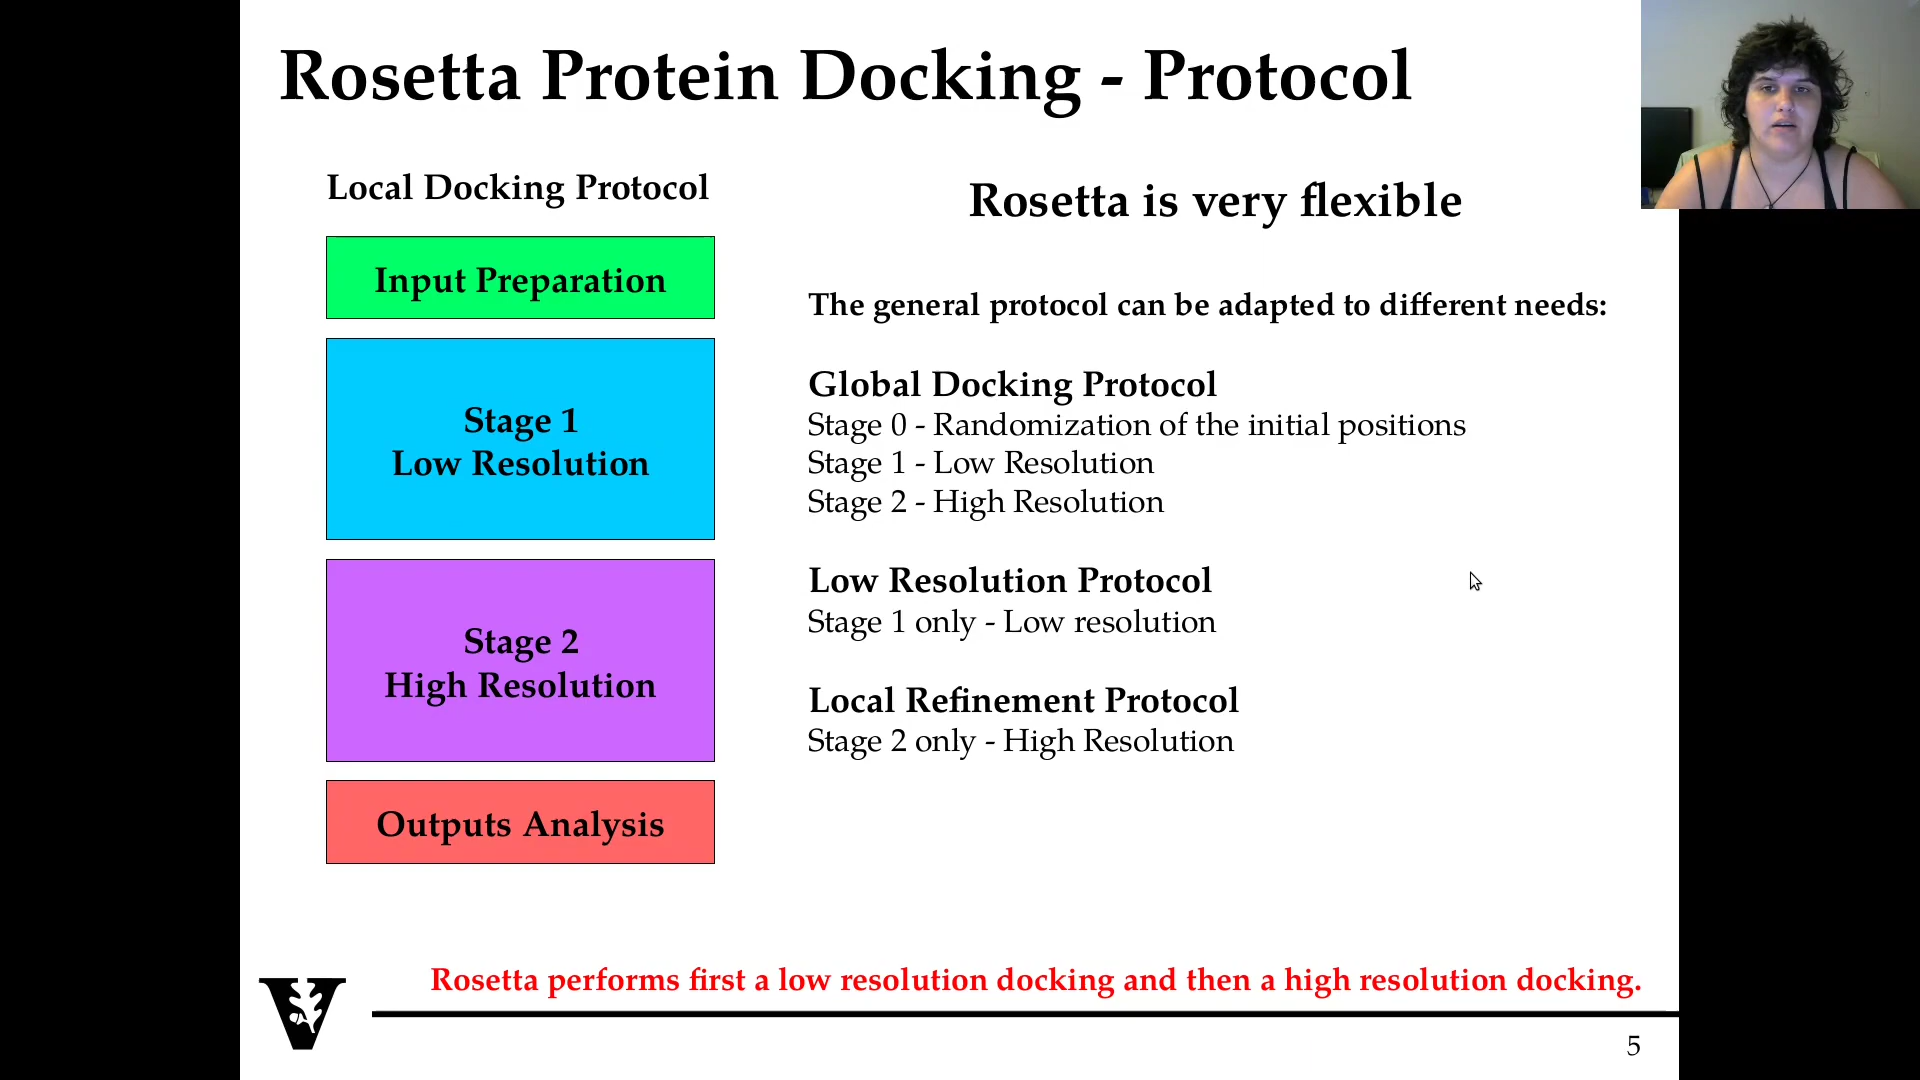 Rosetta Protein Docking - Protocol
Local Docking Protocol
Input Preparation
Stage 1
Low Resolution
Stage 2
High Resolution
Outputs Analysis
Rosetta is very flexible
The general protocol can be adapted to different needs:
Global Docking Protocol
Stage 0 - Randomization of the initial positions
Stage 1 - Low Resolution
Stage 2 - High Resolution
Low Resolution Protocol
Stage 1 only - Low resolution
Local Refinement Protocol
Stage 2 only - High Resolution
Rosetta performs first a low resolution docking and then a high resolution docking.
V
5